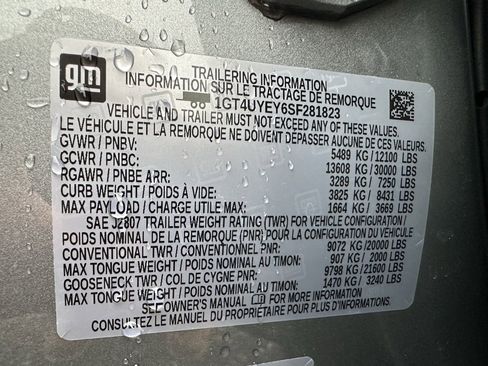 gm
TRAILERING INFORMATION
INFORMATION SUR LE TRACTAGE DE REMORQUE
1GT4UYEY6SF281823
VEHICLE AND TRAILER MUST NOT EXCEED ANY OF THESE VALUES
LE VÉHICULE ET LA REMORQUE NE DOIVENT DÉPASSER AUCUNE DE CES VALEURS
GVWR / PNBV: 5489 KG / 12100 LBS
GCWR / PNBC: 13608 KG / 30000 LBS
RGAWR / PNBE ARR: 3289 KG / 7250 LBS
CURB WEIGHT / POIDS À VIDE: 3825 KG / 8431 LBS
MAX PAYLOAD / CHARGE UTILE MAX: 1664 KG / 3669 LBS
SAE J2807 TRAILER WEIGHT RATING (TWR) FOR VEHICLE CONFIGURATION /
POIDS NOMINAL DE LA REMORQUE (PNR) POUR LA CONFIGURATION DU VÉHICULE
CONVENTIONAL TWR / CONVENTIONNEL PNR: 9072 KG/20000 LBS
MAX TONGUE WEIGHT / POIDS AU TIMON MAX: 907 KG / 2000 LBS
GOOSENECK TWR / COL DE CYGNE PNR: 9798 KG/21600 LBS
MAX TONGUE WEIGHT / POIDS AU TIMON MAX: 1470 KG / 3240 LBS
SEE OWNER'S MANUAL FOR MORE INFORMATION
CONSULTEZ LE MANUEL DU PROPRIÉTAIRE POUR PLUS D'INFORMATION